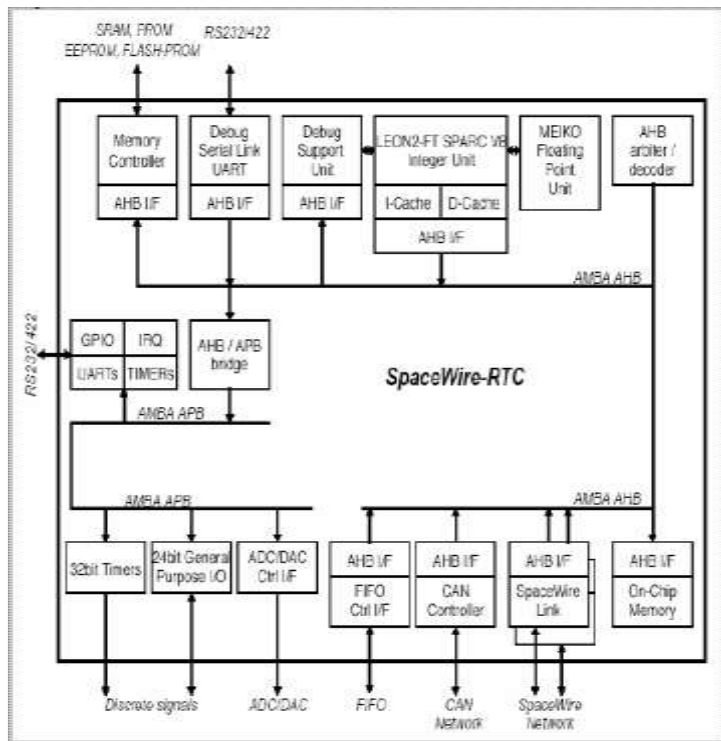 SRAM, PROM
EEPROM, FLASH-PROM
RS232/422
Memory
Controller
AHB I/F
Debug
Serial Link
UART
AHB I/F
Debug
Support
Unit
AHB I/F
LEON2-FT SPARC V8
Integer Unit
I-Cache
D-Cache
AHB I/F
MEIKO
Floating
Point
Unit
AHB
arbiter /
decoder
AMBA AHB
RS232/422
GPIO
IRQ
UARTs
TIMERs
AHB / APB
bridge
SpaceWire-RTC
AMBA APB
AMBA APB
AMBA AHB
32bit Timers
24bit General
Purpose I/O
ADC/DAC
Ctrl I/F
AHB I/F
FIFO
Ctrl I/F
AHB I/F
CAN
Controller
AHB I/F
SpaceWire
Link
AHB I/F
On-Chip
Memory
Discrete signals
ADC/DAC
FIFO
CAN
Network
SpaceWire
Network